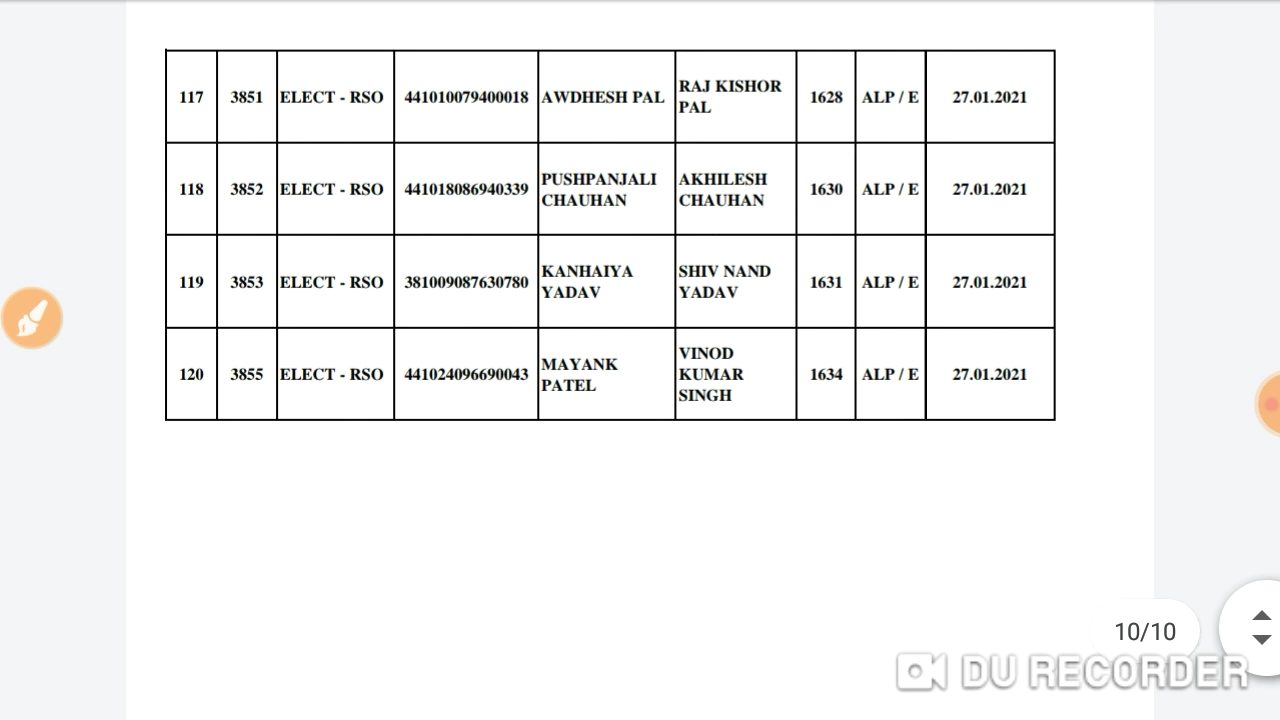 117 3851 ELECT - RSO 441010079400018 AWDHESH PAL RAJ KISHOR PAL 1628 ALP / E 27.01.2021
118 3852 ELECT - RSO 441018086940339 PUSHPANJALI CHAUHAN AKHILESH CHAUHAN 1630 ALP / E 27.01.2021
119 3853 ELECT - RSO 381009087630780 KANHAIYA YADAV SHIV NAND YADAV 1631 ALP / E 27.01.2021
120 3855 ELECT - RSO 441024096690043 MAYANK PATEL VINOD KUMAR SINGH 1634 ALP / E 27.01.2021
10/10
DU RECORDER